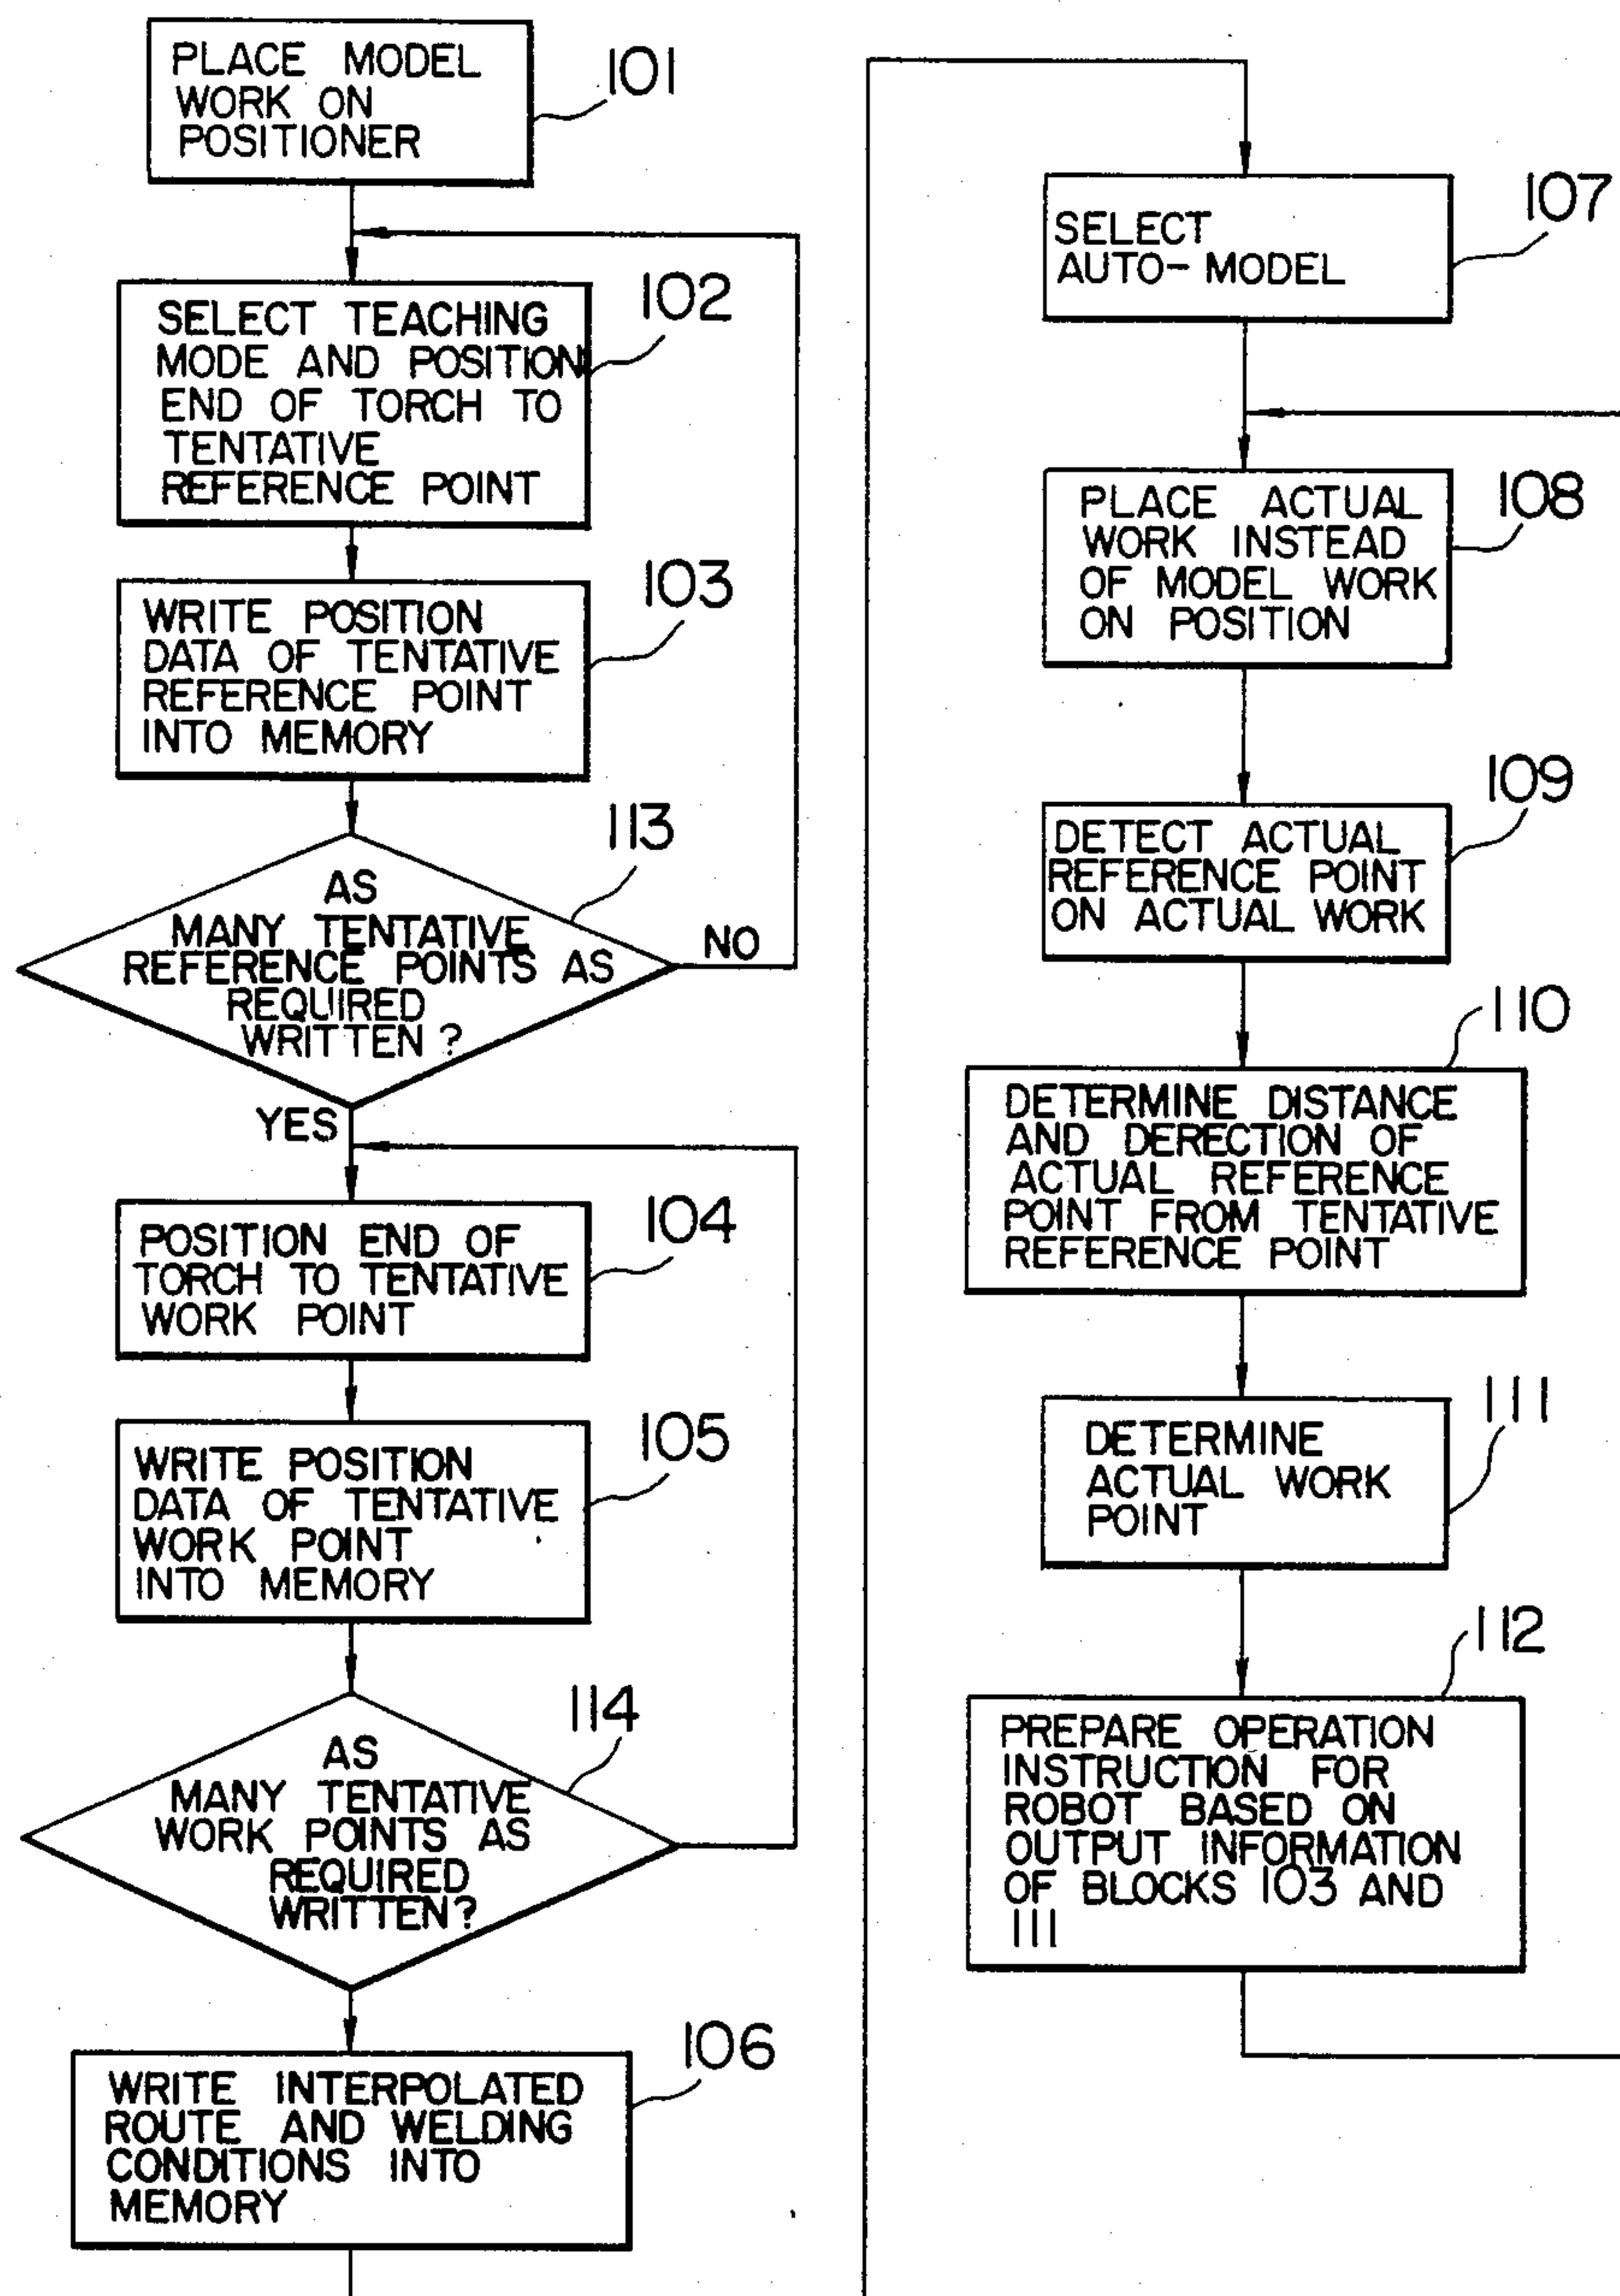 PLACE MODEL
WORK ON
POSITIONER
101
SELECT TEACHING
MODE AND POSITION
END OF TORCH TO
TENTATIVE
REFERENCE POINT
102
WRITE POSITION
DATA OF TENTATIVE
REFERENCE POINT
INTO MEMORY
103
113
AS
MANY TENTATIVE
REFERENCE POINTS AS
REQUIRED
WRITTEN?
NO
YES
POSITION END OF
TORCH TO TENTATIVE
WORK POINT
104
WRITE POSITION
DATA OF TENTATIVE
WORK POINT
INTO MEMORY
105
114
AS
MANY TENTATIVE
WORK POINTS AS
REQUIRED
WRITTEN?
WRITE INTERPOLATED
ROUTE AND WELDING
CONDITIONS INTO
MEMORY
106
SELECT
AUTO-MODEL
107
PLACE ACTUAL
WORK INSTEAD
OF MODEL WORK
ON POSITION
108
DETECT ACTUAL
REFERENCE POINT
ON ACTUAL WORK
109
110
DETERMINE DISTANCE
AND DERECTION OF
ACTUAL REFERENCE
POINT FROM TENTATIVE
REFERENCE POINT
DETERMINE
ACTUAL WORK
POINT
111
112
PREPARE OPERATION
INSTRUCTION FOR
ROBOT BASED ON
OUTPUT INFORMATION
OF BLOCKS 103 AND
111